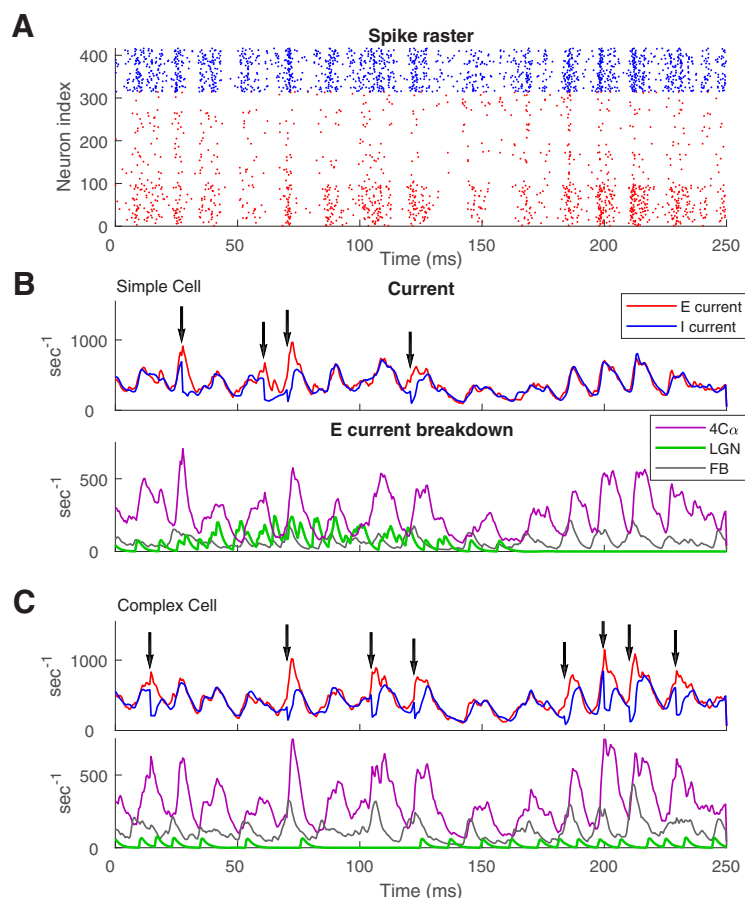 A
Spike raster
Neuron index
400
300
200
100
0
0 50 100 150 200 250
Time (ms)
B
Simple Cell
Current
E current
I current
sec-1
1000
0
E current breakdown
4Cα
LGN
FB
sec-1
500
0
C
Complex Cell
sec-1
1000
0
sec-1
500
0
0 50 100 150 200 250
Time (ms)